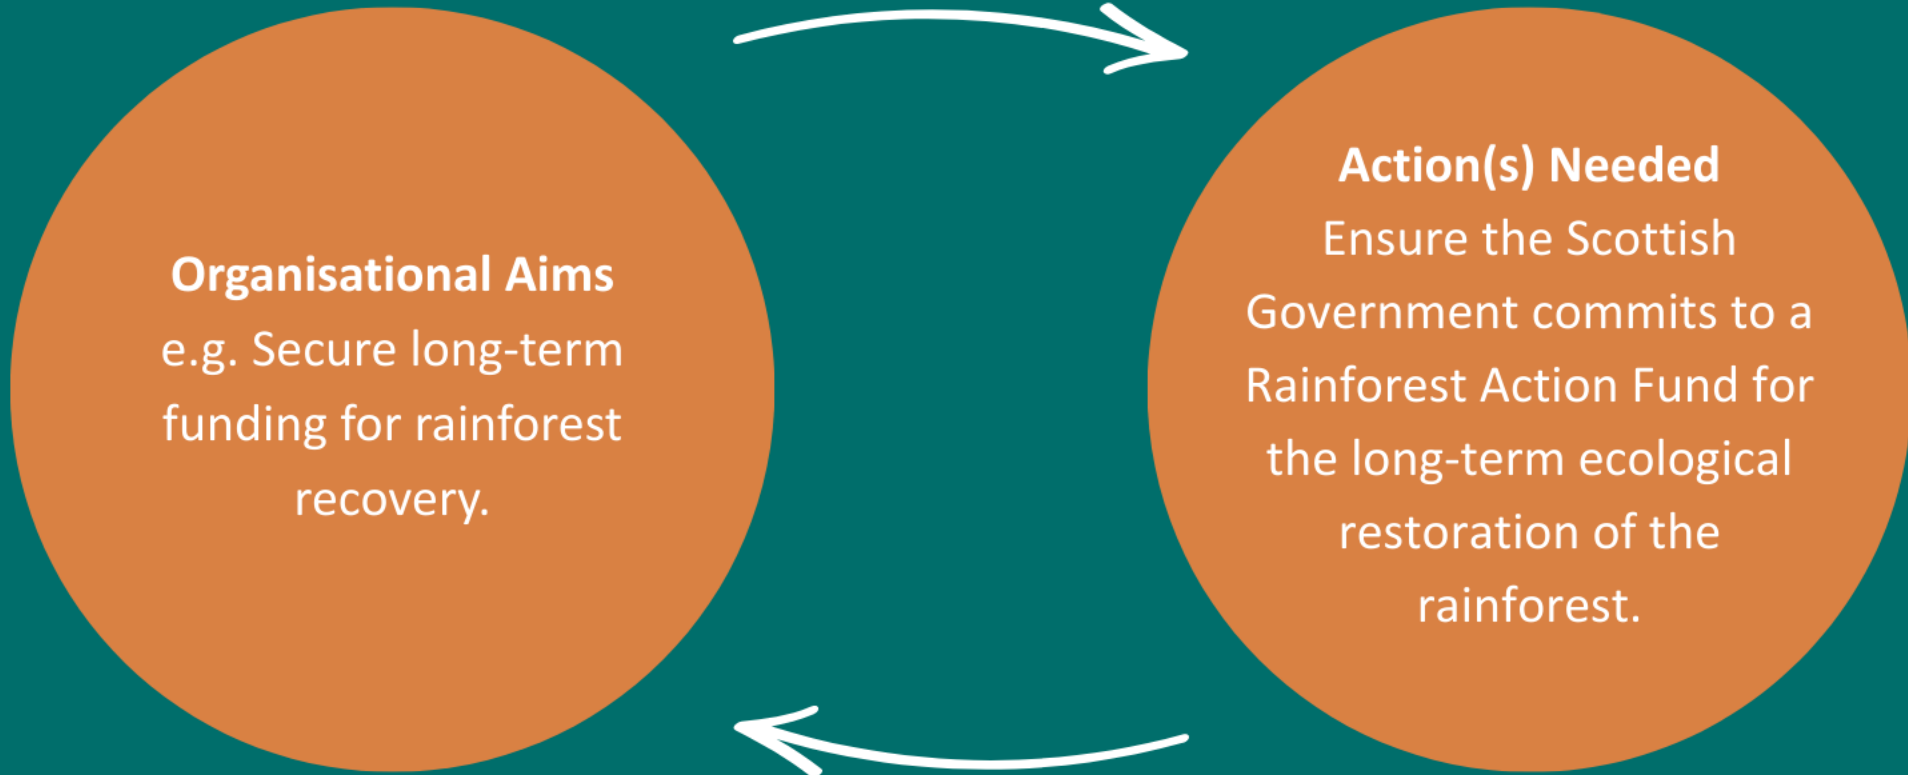 Organisational Aims
e.g. Secure long-term
funding for rainforest
recovery.
Action(s) Needed
Ensure the Scottish
Government commits to a
Rainforest Action Fund for
the long-term ecological
restoration of the
rainforest.